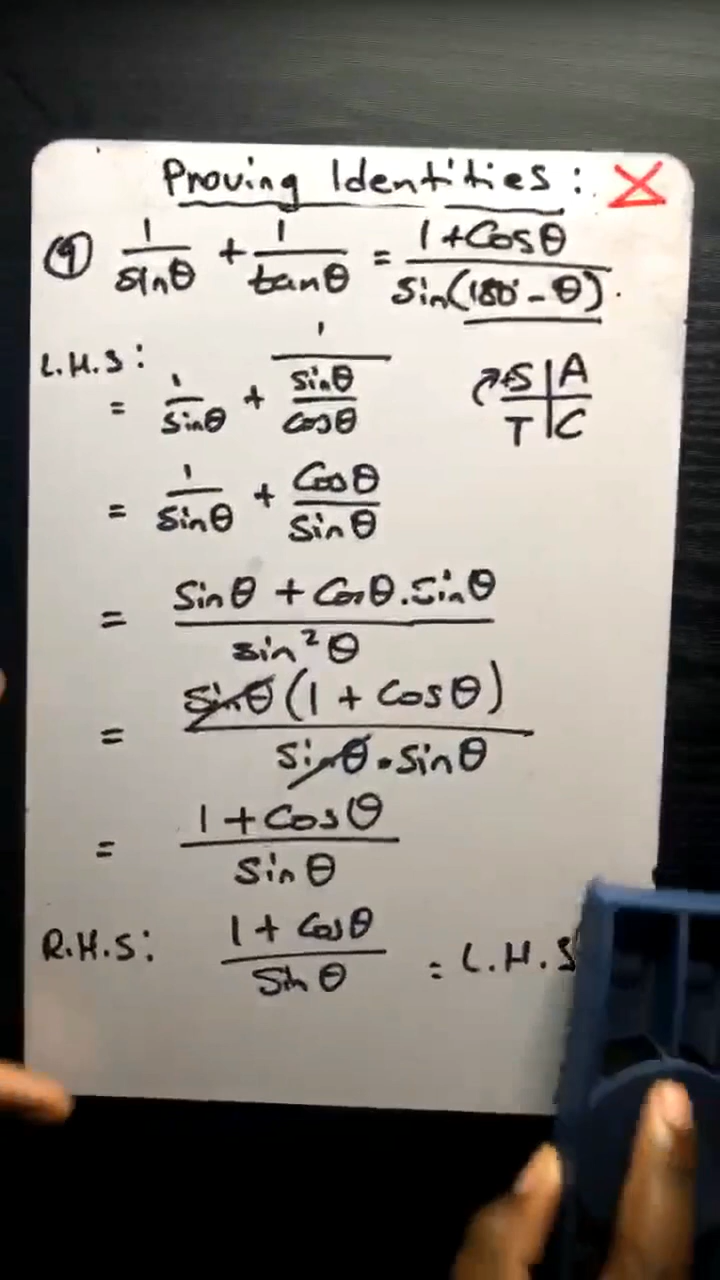 Proving Identities: X
9 1/sinθ + 1/tanθ = 1+Cosθ/sin(180° - θ).
L.H.S:
= 1/sinθ + 1/(sinθ/cosθ)
S A
T C
= 1/sinθ + Cosθ/sinθ
= Sinθ + Cosθ.Sinθ/sin²θ
= sinθ(1 + Cosθ)/sinθ.sinθ
= 1+Cosθ/sinθ
R.H.S: 1 + Cosθ/sinθ = L.H.S